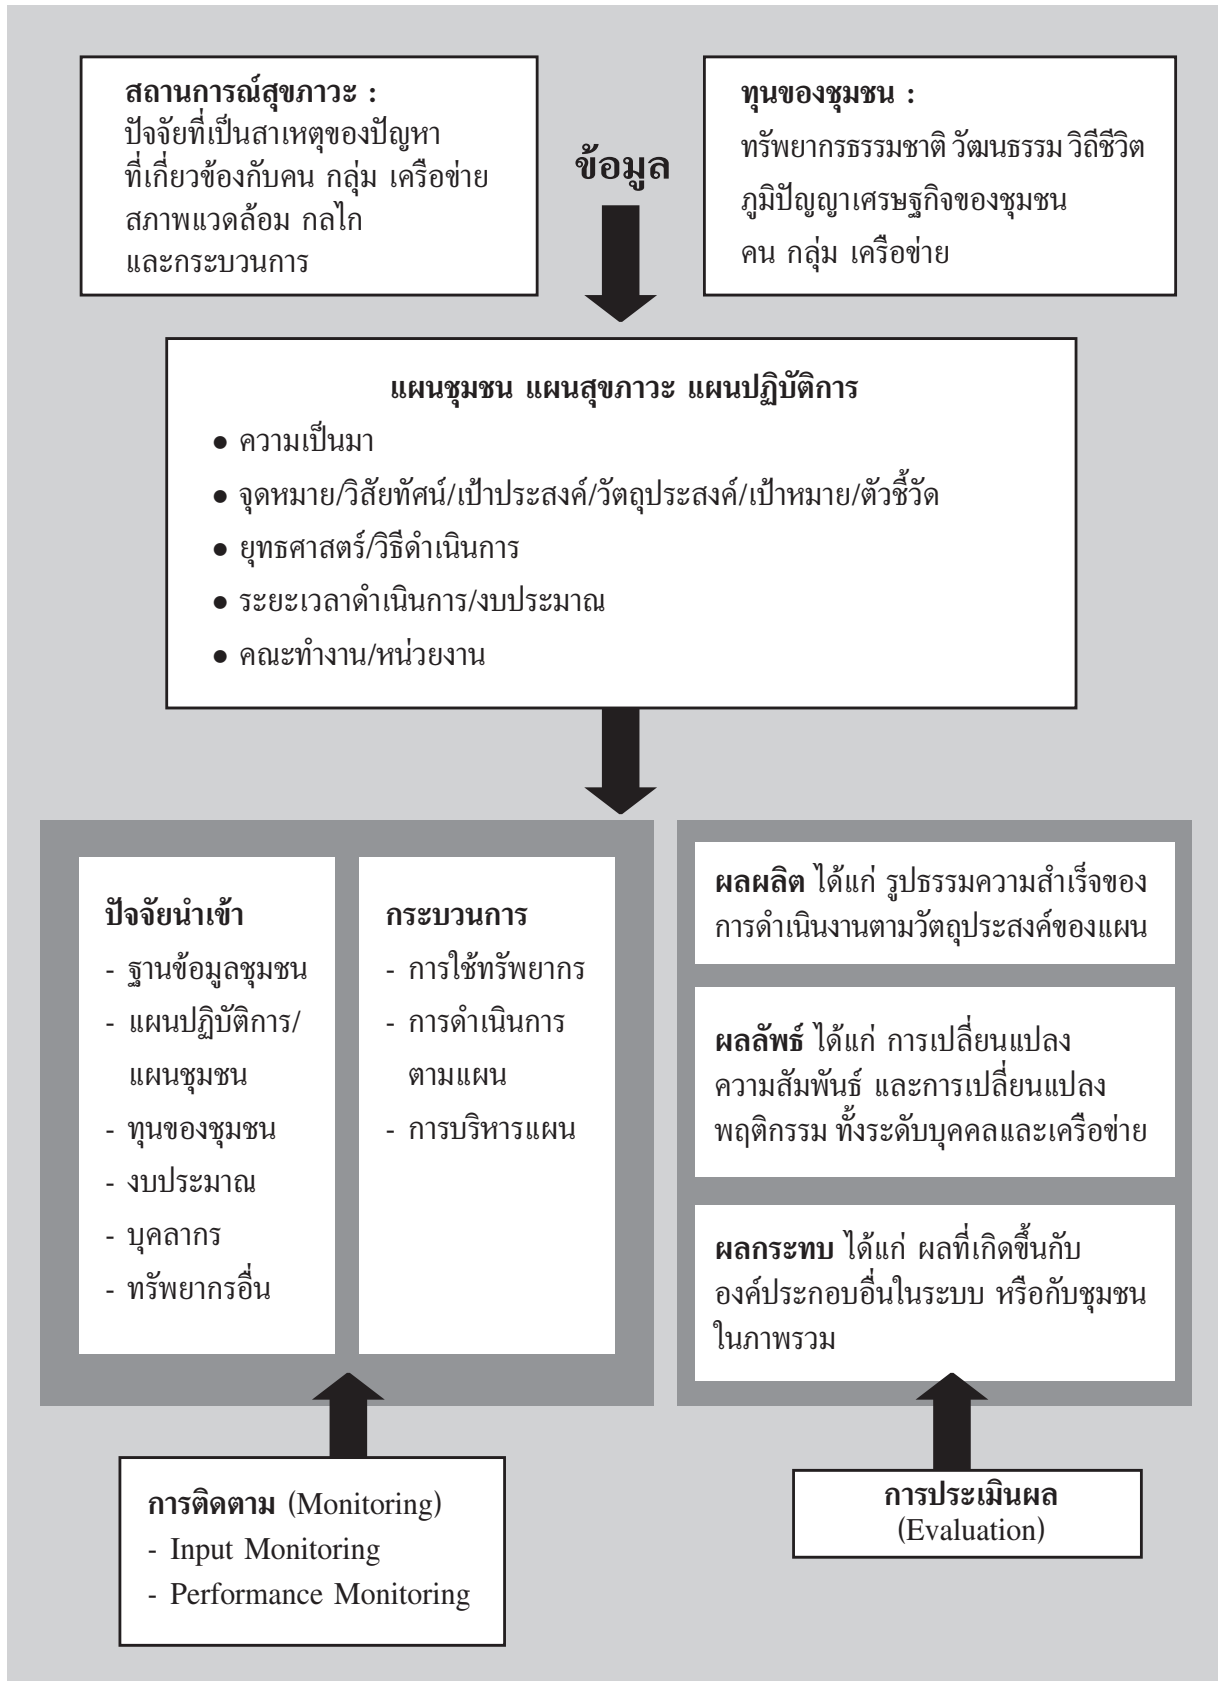 สถานการณ์สุขภาวะ :
ปัจจัยที่เป็นสาเหตุของปัญหา
ที่เกี่ยวข้องกับคน กลุ่ม เครือข่าย
สภาพแวดล้อม กลไก
และกระบวนการ
ข้อมูล
ทุนของชุมชน :
ทรัพยากรธรรมชาติ วัฒนธรรม วิถีชีวิต
ภูมิปัญญาเศรษฐกิจของชุมชน
คน กลุ่ม เครือข่าย
แผนชุมชน แผนสุขภาวะ แผนปฏิบัติการ
● ความเป็นมา
● จุดหมาย/วิสัยทัศน์/เป้าประสงค์/วัตถุประสงค์/เป้าหมาย/ตัวชี้วัด
● ยุทธศาสตร์/วิธีดำเนินการ
● ระยะเวลาดำเนินการ/งบประมาณ
● คณะทำงาน/หน่วยงาน
ปัจจัยนำเข้า
- ฐานข้อมูลชุมชน
- แผนปฏิบัติการ/
แผนชุมชน
- ทุนของชุมชน
- งบประมาณ
- บุคลากร
- ทรัพยากรอื่น
กระบวนการ
- การใช้ทรัพยากร
- การดำเนินการ
ตามแผน
- การบริหารแผน
ผลผลิต ได้แก่ รูปธรรมความสำเร็จของ
การดำเนินงานตามวัตถุประสงค์ของแผน
ผลลัพธ์ ได้แก่ การเปลี่ยนแปลง
ความสัมพันธ์ และการเปลี่ยนแปลง
พฤติกรรม ทั้งระดับบุคคลและเครือข่าย
ผลกระทบ ได้แก่ ผลที่เกิดขึ้นกับ
องค์ประกอบอื่นในระบบ หรือกับชุมชน
ในภาพรวม
การติดตาม (Monitoring)
- Input Monitoring
- Performance Monitoring
การประเมินผล
(Evaluation)